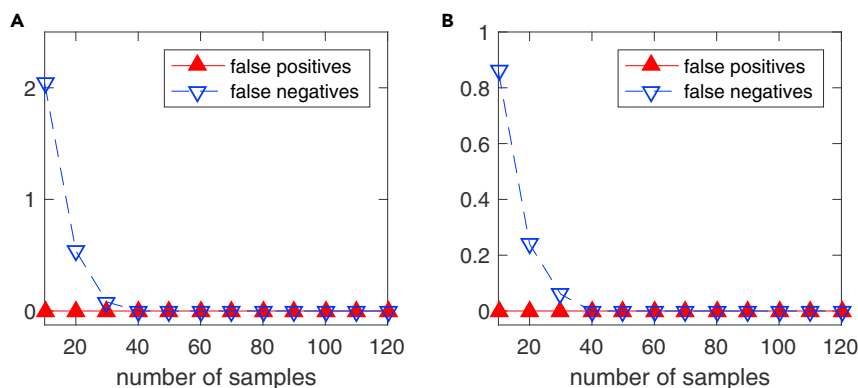 A
false positives
false negatives
2
1
0
20 40 60 80 100 120
number of samples
B
false positives
false negatives
1
0.8
0.6
0.4
0.2
0
20 40 60 80 100 120
number of samples